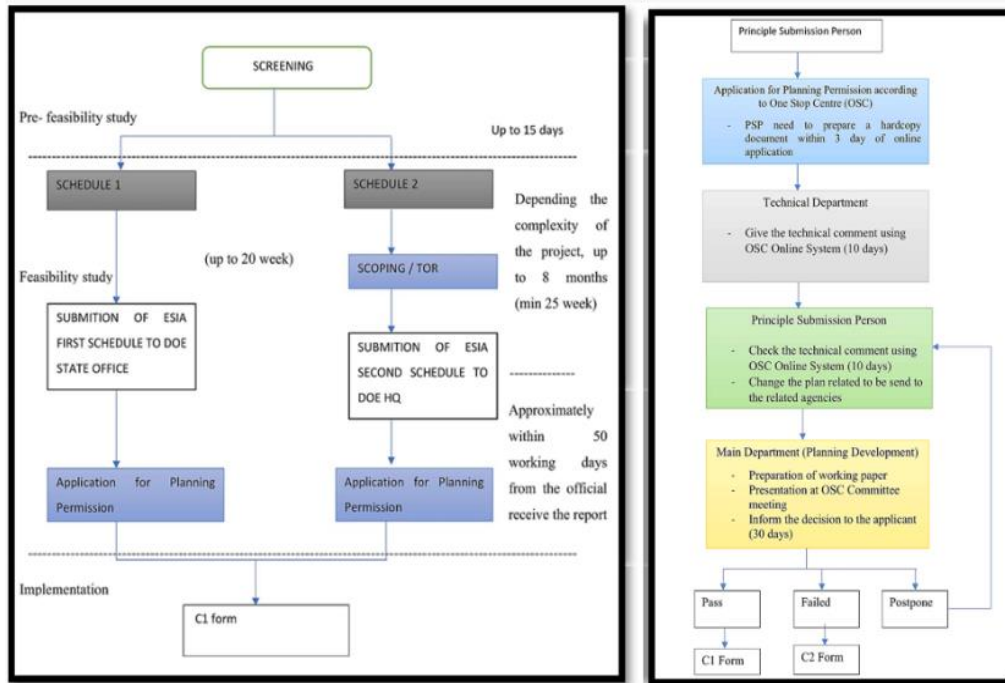 SCREENING
Pre- feasibility study
Up to 15 days
SCHEDULE 1
SCHEDULE 2
Depending the
complexity of
the project, up
to 8 months
(min 25 week)
(up to 20 week)
SCOPING / TOR
Feasibility study
SUBMITION OF ESIA
FIRST SCHEDULE TO DOE
STATE OFFICE
SUBMITION OF ESIA
SECOND SCHEDULE TO
DOE HQ
Approximately
within 50
working days
from the official
receive the report
Application for Planning
Permission
Application for Planning
Permission
Implementation
C1 form
Principle Submission Person
Application for Planning Permission according
to One Stop Centre (OSC)
- PSP need to prepare a hardcopy
document within 3 day of online
application
Technical Department
- Give the technical comment using
OSC Online System (10 days)
Principle Submission Person
- Check the technical comment using
OSC Online System (10 days)
- Change the plan related to be send to
the related agencies
Main Department (Planning Development)
- Preparation of working paper
- Presentation at OSC Committee
meeting
- Inform the decision to the applicant
(30 days)
Pass
Failed
Postpone
C1 Form
C2 Form